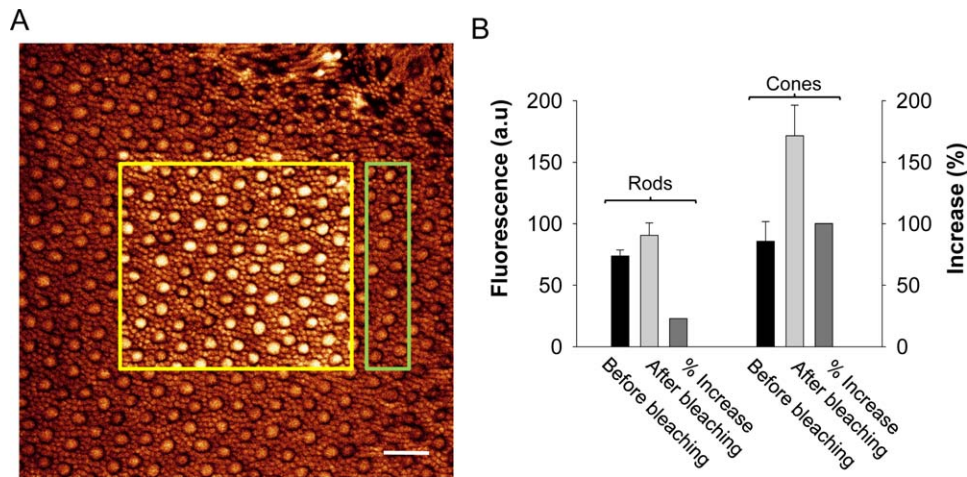 A
B
Cones
Rods
Fluorescence (a.u)
200
150
100
50
0
Increase (%)
200
150
100
50
0
Before bleaching
After bleaching
% Increase
Before bleaching
After bleaching
% Increase